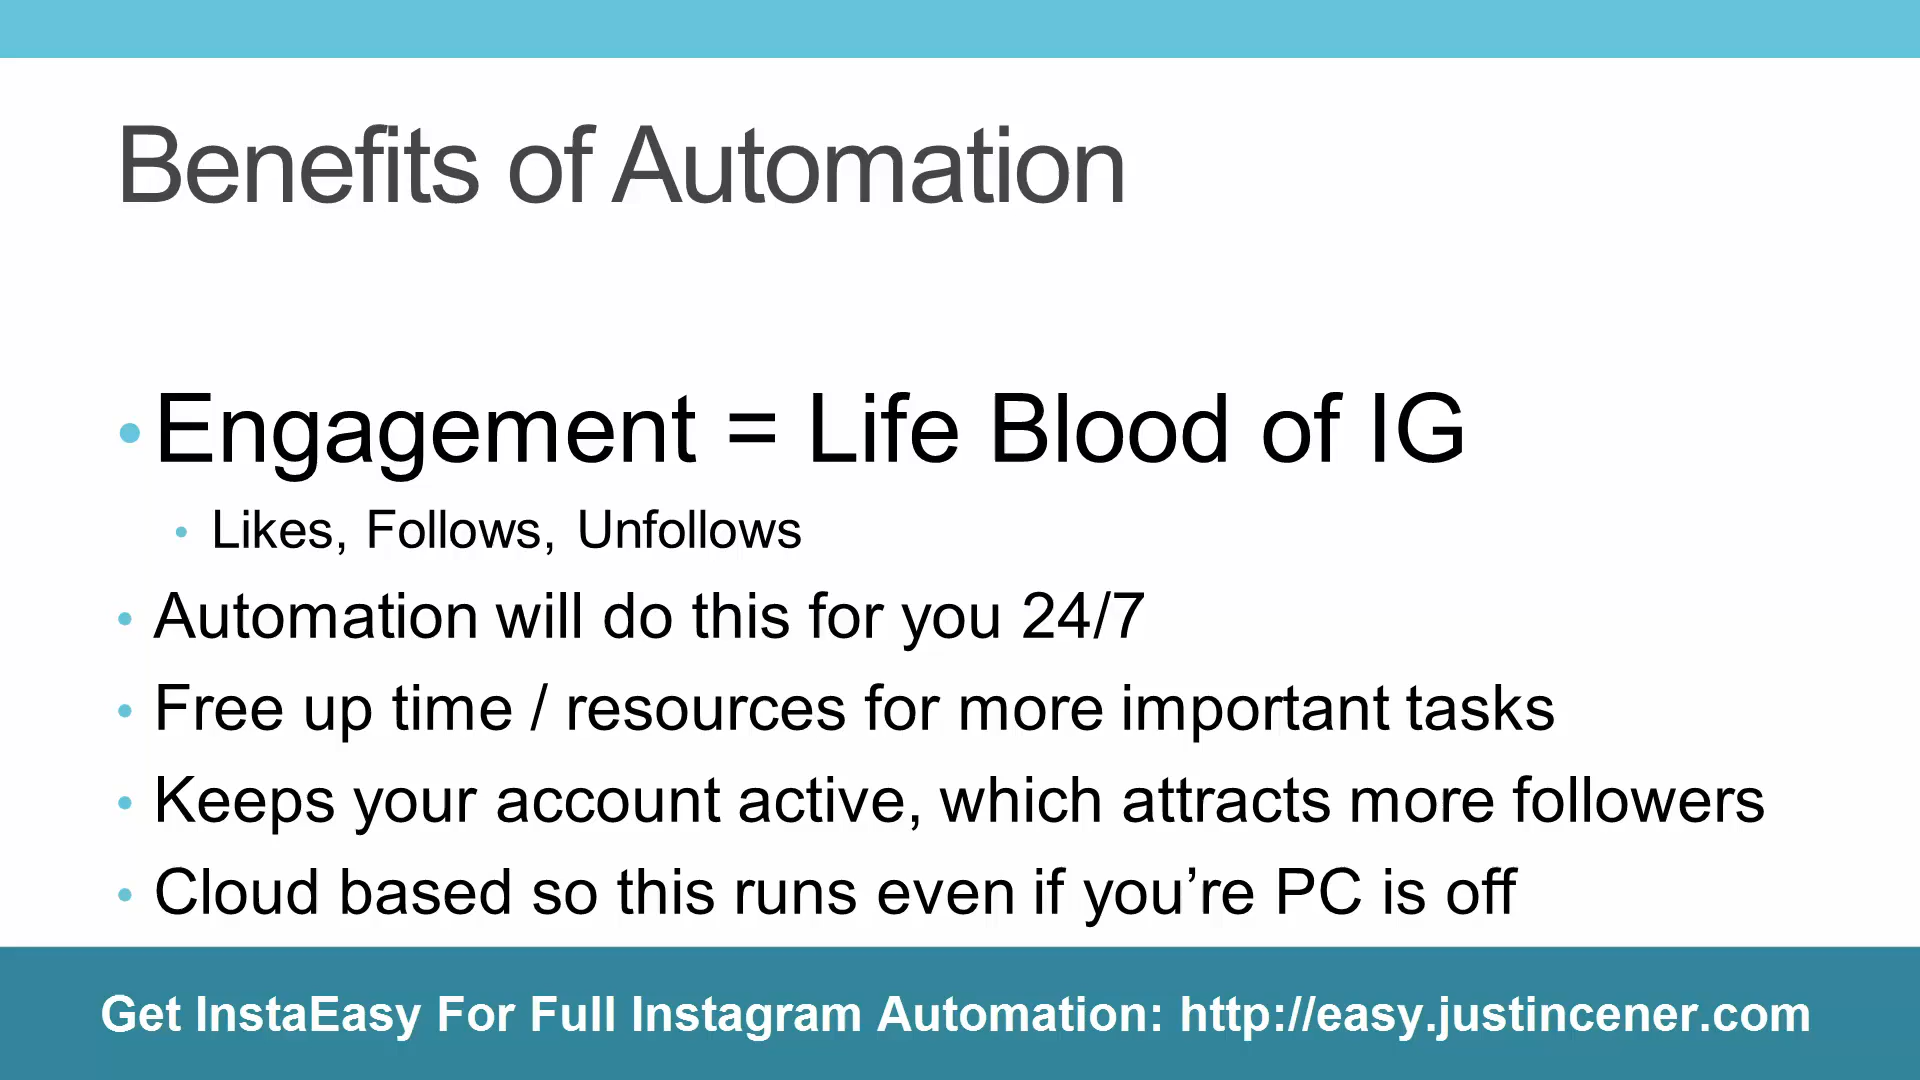 Benefits of Automation
•Engagement = Life Blood of IG
• Likes, Follows, Unfollows
• Automation will do this for you 24/7
• Free up time / resources for more important tasks
• Keeps your account active, which attracts more followers
• Cloud based so this runs even if you’re PC is off
Get InstaEasy For Full Instagram Automation: http://easy.justincener.com